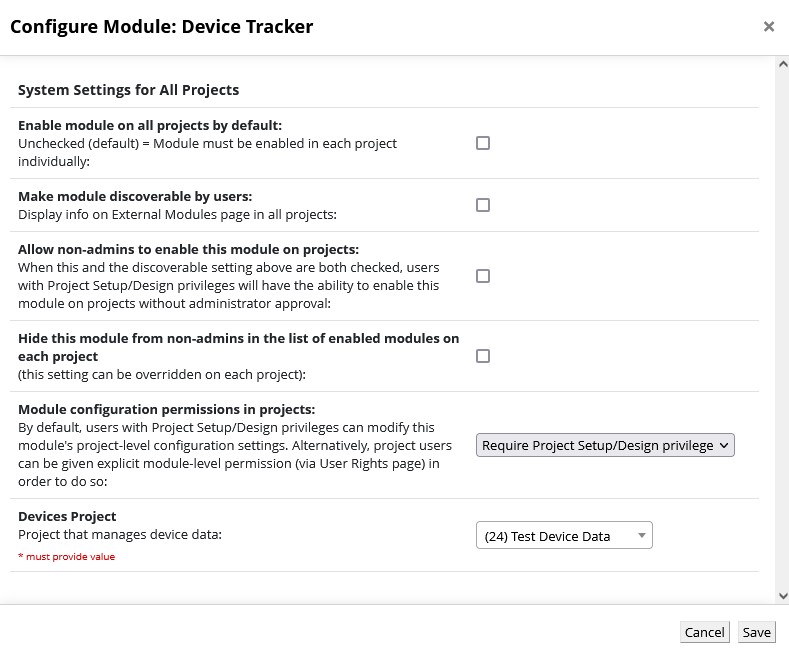 Configure Module: Device Tracker
×
System Settings for All Projects
Enable module on all projects by default:
Unchecked (default) = Module must be enabled in each project
individually:
Make module discoverable by users:
Display info on External Modules page in all projects:
Allow non-admins to enable this module on projects:
When this and the discoverable setting above are both checked, users
with Project Setup/Design privileges will have the ability to enable this
module on projects without administrator approval:
Hide this module from non-admins in the list of enabled modules on
each project
(this setting can be overridden on each project):
Module configuration permissions in projects:
By default, users with Project Setup/Design privileges can modify this
module's project-level configuration settings. Alternatively, project users
can be given explicit module-level permission (via User Rights page) in
order to do so:
Require Project Setup/Design privilege
Devices Project
Project that manages device data:
* must provide value
(24) Test Device Data
Cancel
Save